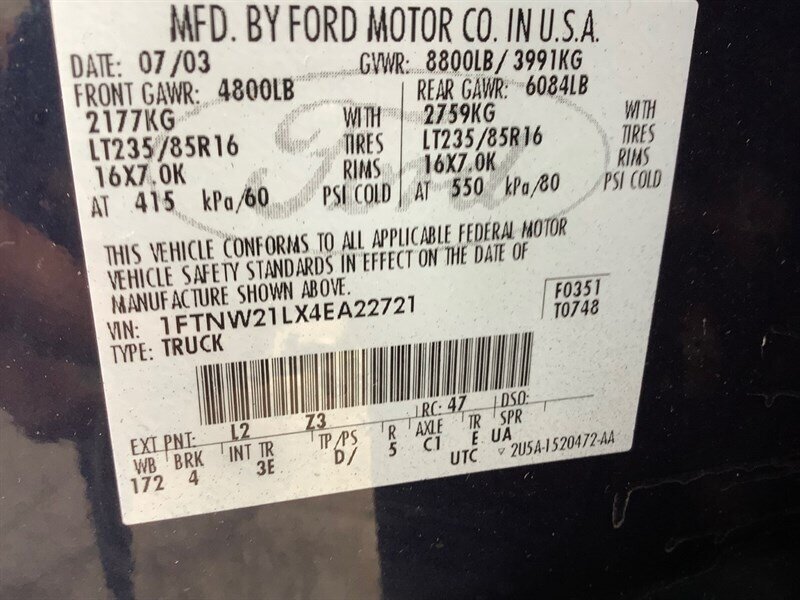 MFD. BY FORD MOTOR CO. IN U.S.A.
DATE: 07/03 GVWR: 8800LB/3991KG
FRONT GAWR: 4800LB REAR GAWR: 6084LB
2177KG WITH 2759KG WITH
LT235/85R16 TIRES LT235/85R16 TIRES
16X7.0K RIMS 16X7.0K RIMS
AT 415 kPa/60 PSI COLD AT 550 kPa/80 PSI COLD
Ford
THIS VEHICLE CONFORMS TO ALL APPLICABLE FEDERAL MOTOR
VEHICLE SAFETY STANDARDS IN EFFECT ON THE DATE OF
MANUFACTURE SHOWN ABOVE.
VIN: 1FTNW21LX4EA22721 F0351
TYPE: TRUCK T0748
EXT PNT: L2 Z3 RC: 47 DSO:
WB BRK INT TR TP/PS R AXLE TR SPR
172 4 3E D/ 5 C1 E UA
UTC ▽ 2U5A-1520472-AA